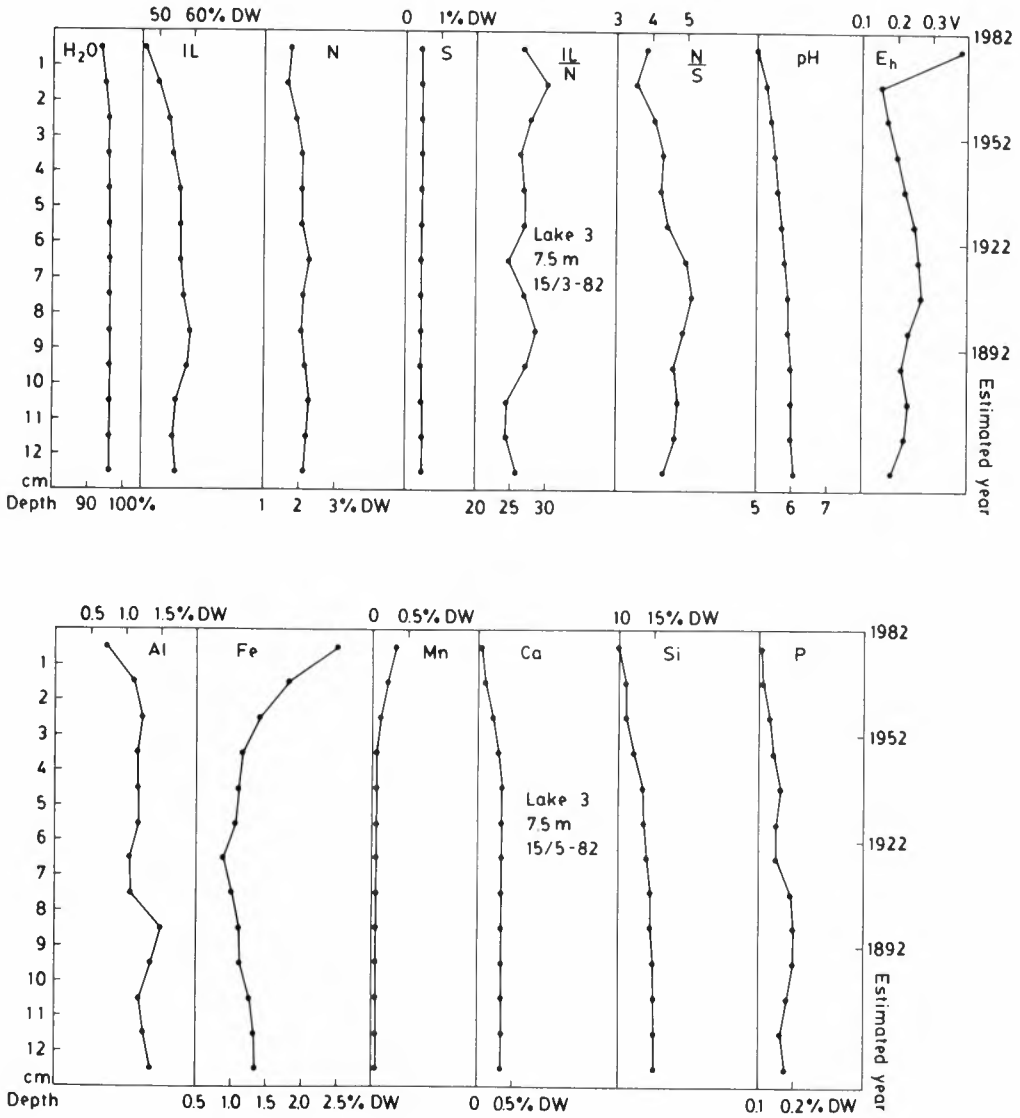 50 60% DW 0 1% DW 3 4 5 0.1 0.2 0.3 V
1982
H₂O IL N S IL/N N/S pH Eh
1
2
3
1952
4
5
6
Lake 3
1922
7
7.5 m
15/3-82
8
9
1892
10
11
12
cm
Depth 90 100% 1 2 3% DW 20 25 30 5 6 7
Estimated year
0.5 1.0 1.5% DW 0 0.5% DW 10 15% DW
1982
Al Fe Mn Ca Si P
1
2
3
1952
4
5
Lake 3
6
7.5 m
1922
7
15/5-82
8
9
1892
10
11
12
cm
Depth 0.5 1.0 1.5 2.0 2.5% DW 0 0.5% DW 0.1 0.2% DW
Estimated year